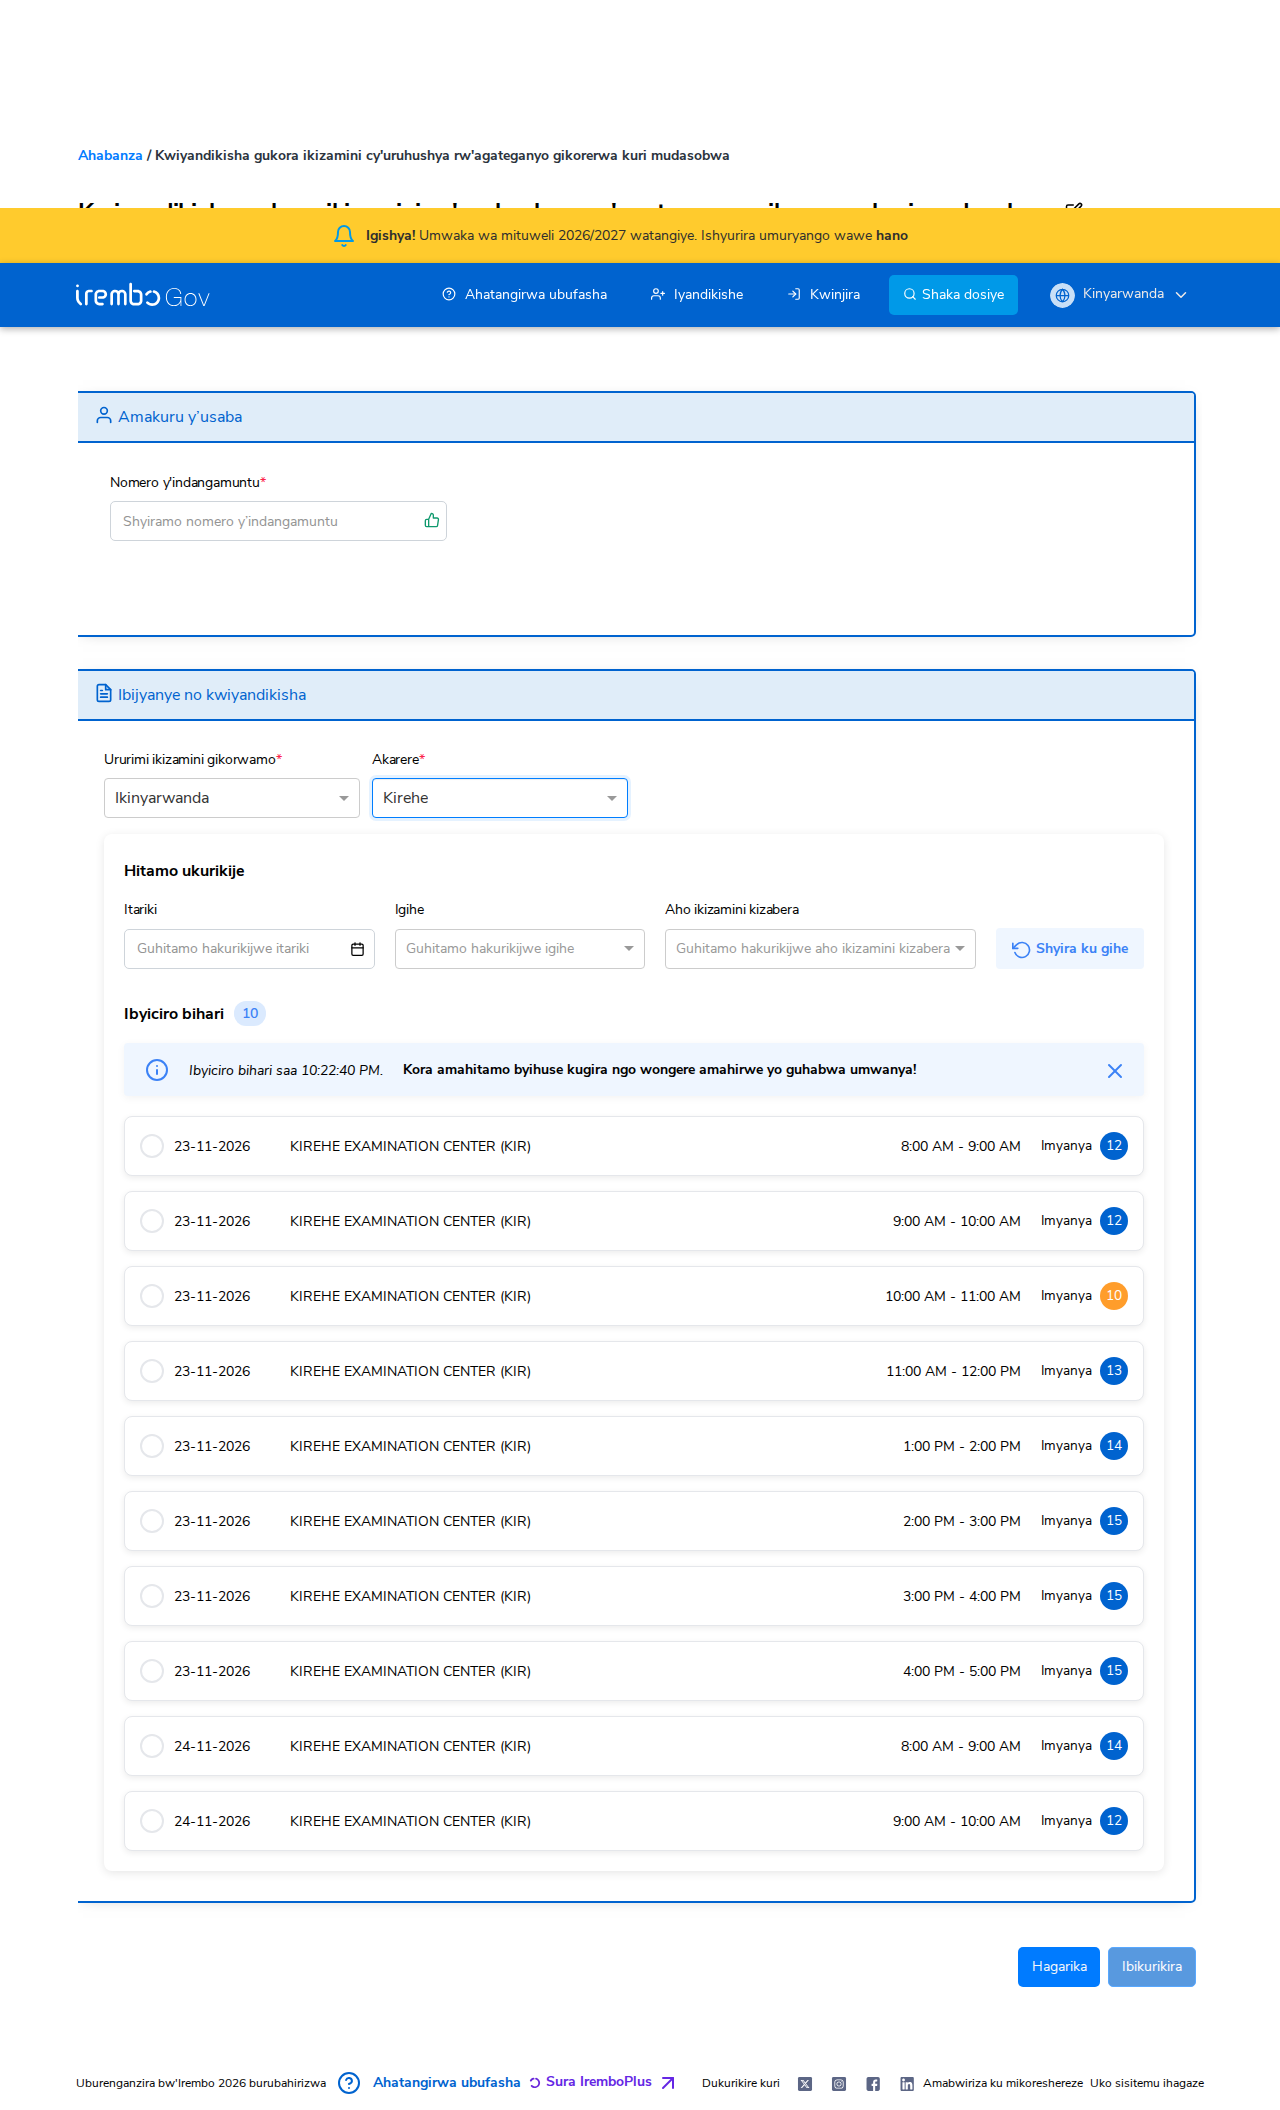 Ahabanza / Kwiyandikisha gukora ikizamini cy'uruhushya rw'agateganyo gikorerwa kuri mudasobwa
Igishya! Umwaka wa mituweli 2026/2027 watangiye. Ishyurira umuryango wawe hano
irembo Gov
Ahatangirwa ubufasha
Iyandikishe
Kwinjira
Shaka dosiye
Kinyarwanda
Amakuru y’usaba
Nomero y'indangamuntu*
Shyiramo nomero y’indangamuntu
Ibijyanye no kwiyandikisha
Ururimi ikizamini gikorwamo* Akarere*
Ikinyarwanda Kirehe
Hitamo ukurikije
Itariki Igihe Aho ikizamini kizabera
Guhitamo hakurikijwe itariki Guhitamo hakurikijwe igihe Guhitamo hakurikijwe aho ikizamini kizabera Shyira ku gihe
Ibyiciro bihari 10
Ibyiciro bihari saa 10:22:40 PM. Kora amahitamo byihuse kugira ngo wongere amahirwe yo guhabwa umwanya!
23-11-2026 KIREHE EXAMINATION CENTER (KIR) 8:00 AM - 9:00 AM Imyanya 12
23-11-2026 KIREHE EXAMINATION CENTER (KIR) 9:00 AM - 10:00 AM Imyanya 12
23-11-2026 KIREHE EXAMINATION CENTER (KIR) 10:00 AM - 11:00 AM Imyanya 10
23-11-2026 KIREHE EXAMINATION CENTER (KIR) 11:00 AM - 12:00 PM Imyanya 13
23-11-2026 KIREHE EXAMINATION CENTER (KIR) 1:00 PM - 2:00 PM Imyanya 14
23-11-2026 KIREHE EXAMINATION CENTER (KIR) 2:00 PM - 3:00 PM Imyanya 15
23-11-2026 KIREHE EXAMINATION CENTER (KIR) 3:00 PM - 4:00 PM Imyanya 15
23-11-2026 KIREHE EXAMINATION CENTER (KIR) 4:00 PM - 5:00 PM Imyanya 15
24-11-2026 KIREHE EXAMINATION CENTER (KIR) 8:00 AM - 9:00 AM Imyanya 14
24-11-2026 KIREHE EXAMINATION CENTER (KIR) 9:00 AM - 10:00 AM Imyanya 12
Hagarika Ibikurikira
Uburenganzira bw'Irembo 2026 burubahirizwa Ahatangirwa ubufasha Sura IremboPlus Dukurikire kuri Amabwiriza ku mikoreshereze Uko sisitemu ihagaze